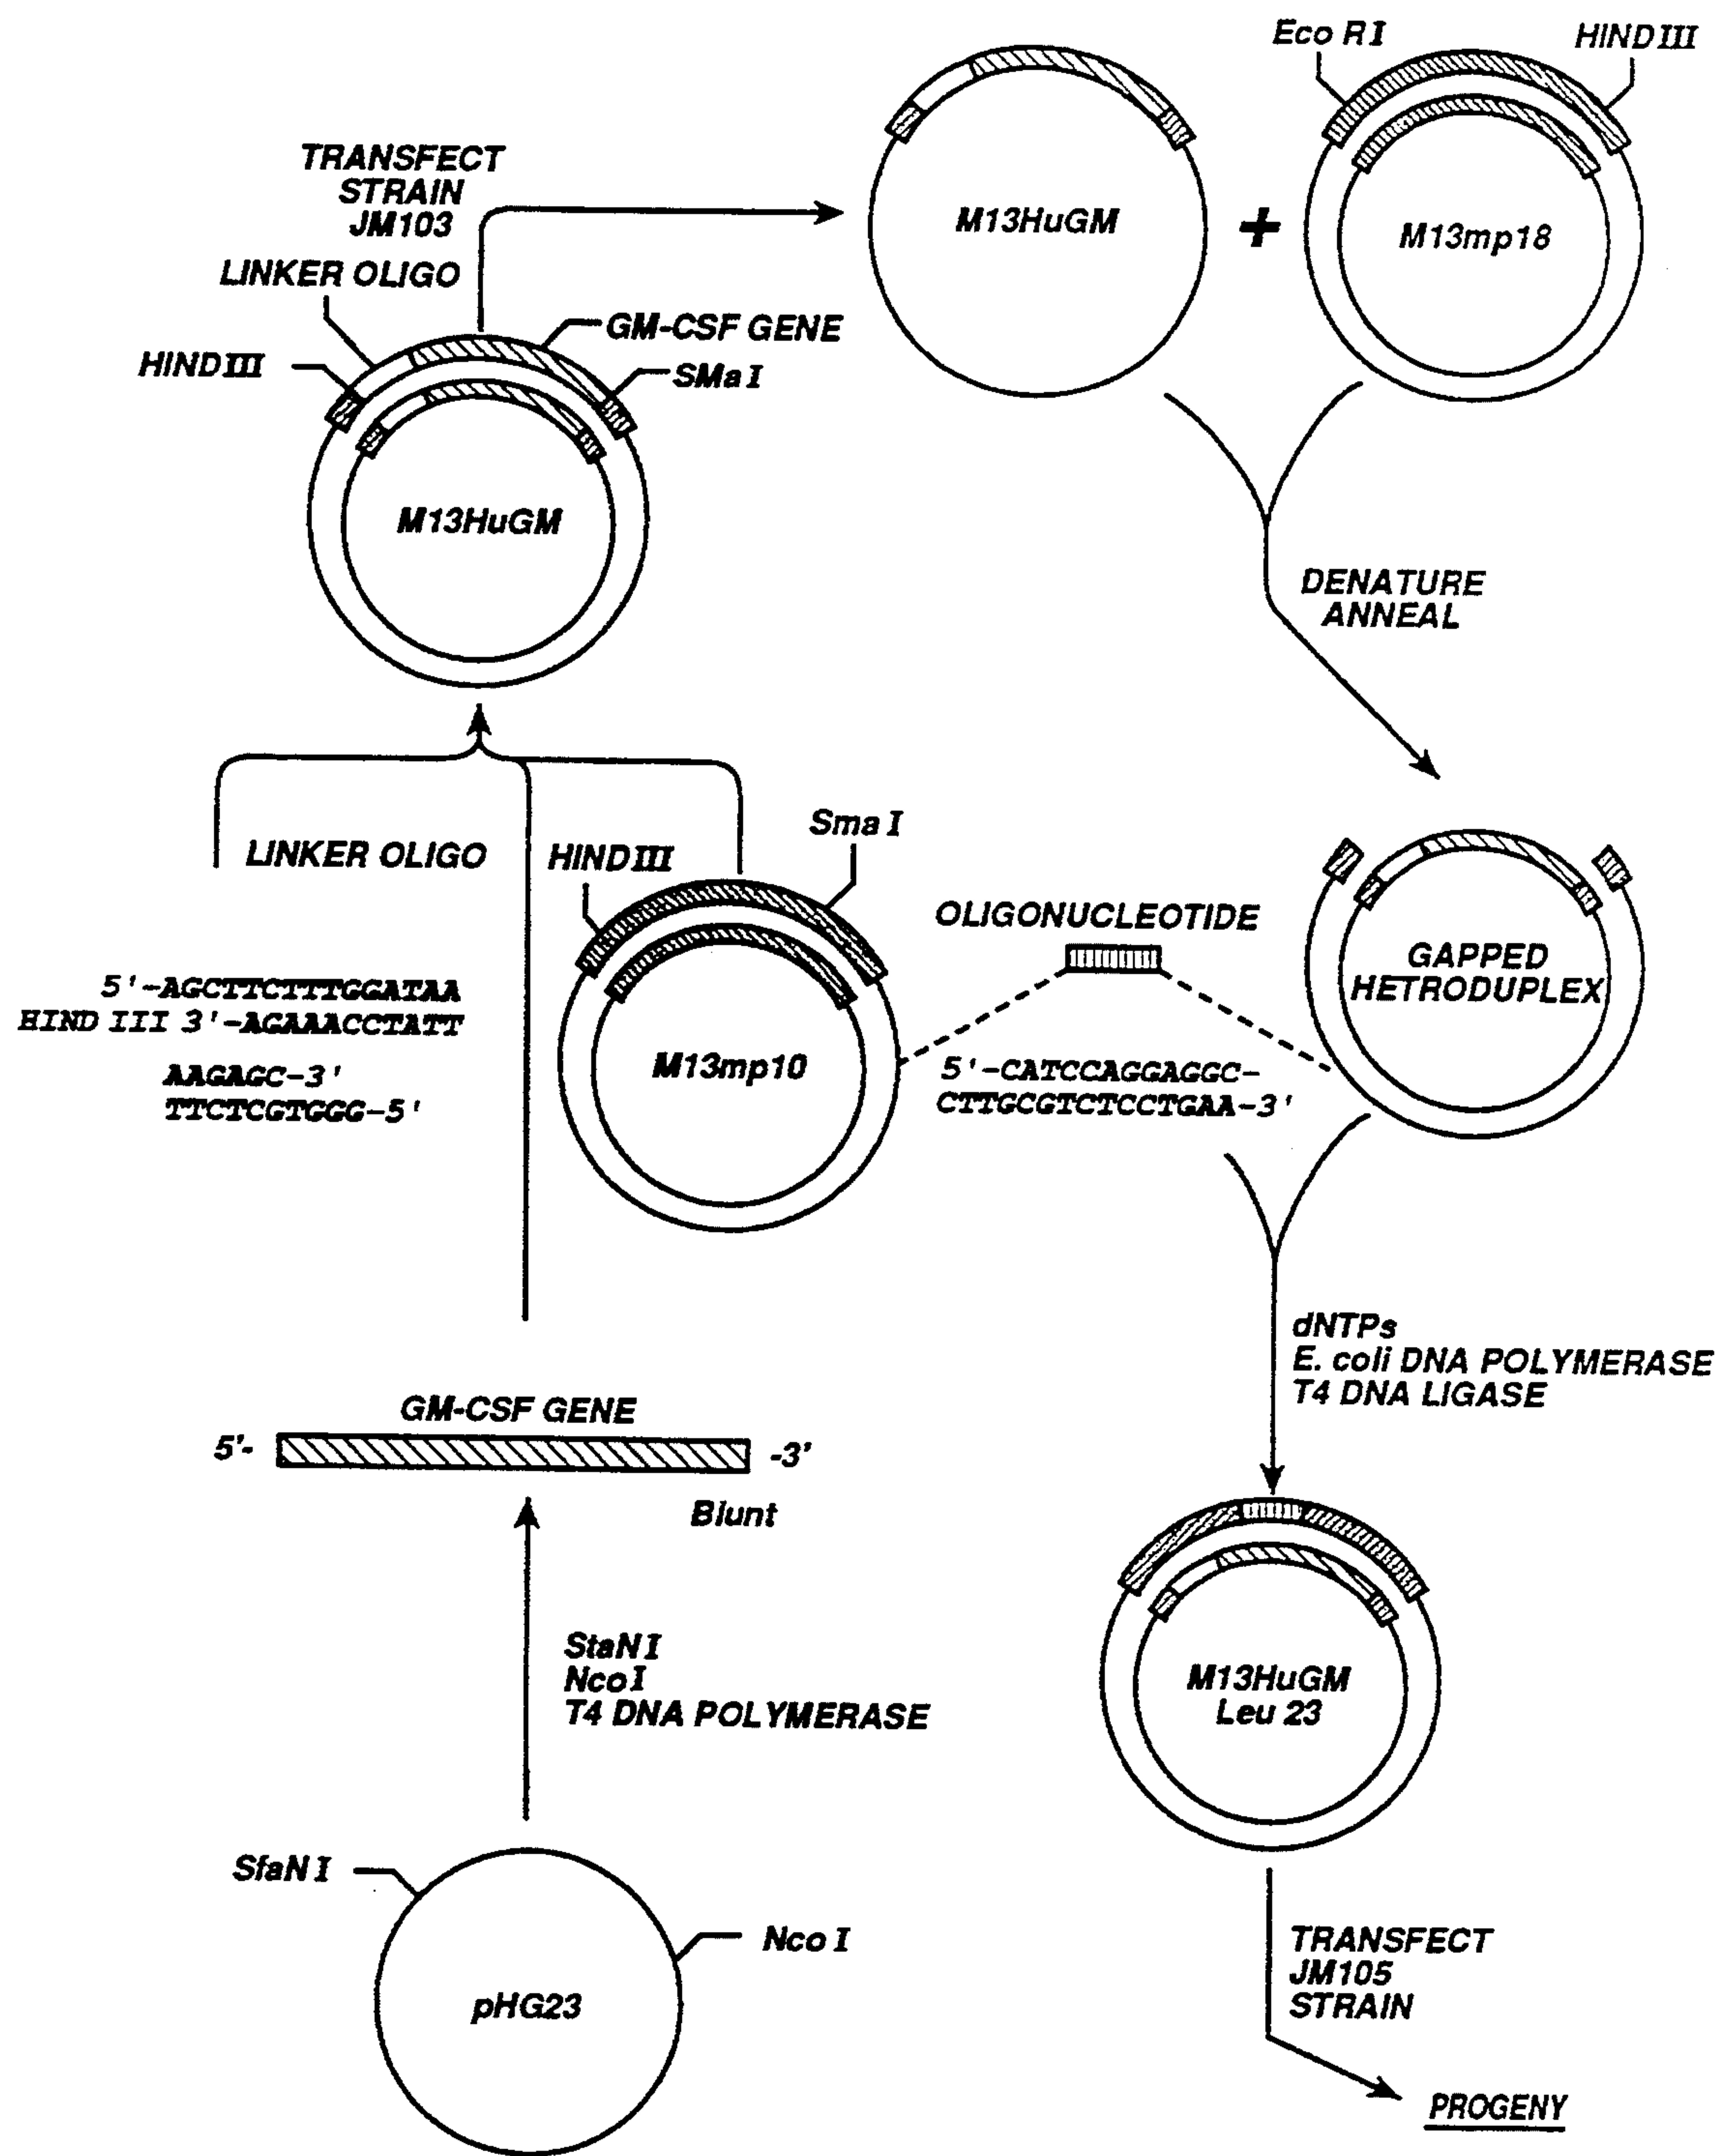 Eco RI
HIND III
TRANSFECT
STRAIN
JM103
M13HuGM
+
M13mp18
LINKER OLIGO
GM-CSF GENE
HIND III
SMa I
M13HuGM
DENATURE
ANNEAL
LINKER OLIGO
HIND III
Sma I
OLIGONUCLEOTIDE
GAPPED
HETRODUPLEX
5'-AGCTTCTTTGGATAA
HIND III 3'-AGAAACCTATT
AAGAGC-3'
TTCTCGTGGG-5'
M13mp10
5'-CATCCAGGAGGC-
CTTGCGTCTCCTGAA-3'
dNTPs
E. coli DNA POLYMERASE
T4 DNA LIGASE
GM-CSF GENE
5'-
-3'
Blunt
StaN I
Nco I
T4 DNA POLYMERASE
M13HuGM
Leu 23
SfaN I
Nco I
pHG23
TRANSFECT
JM105
STRAIN
PROGENY